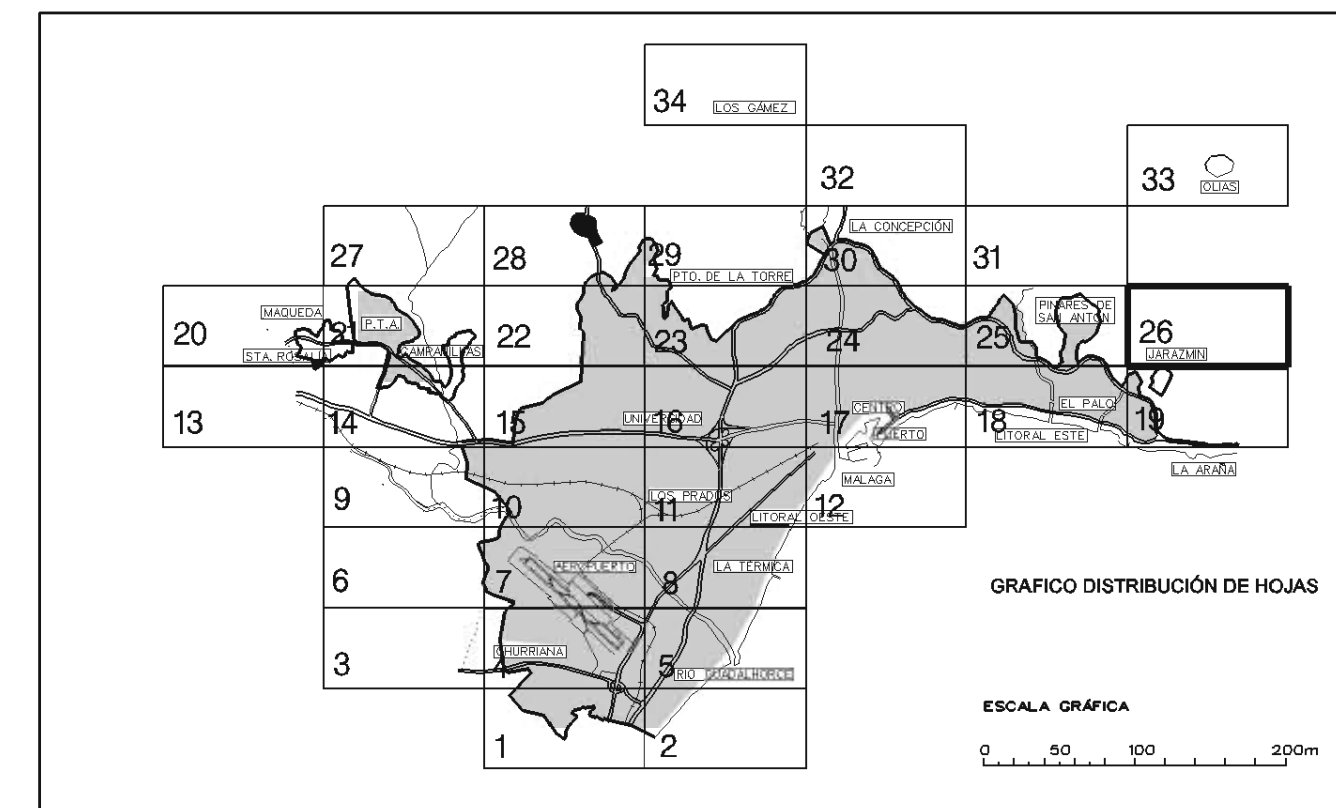 34 LOS GÁMEZ
32
33
OLIAS
LA CONCEPCIÓN
27
28
29
30
31
PTO. DE LA TORRE
MAQUEDA
P.T.A.
PINARES DE
SAN ANTÓN
20
21
22
23
24
25
26
STA. ROSALIA
CAMPANILLAS
JARAZMIN
EL PALO
CENTRO
UNIVERSIDAD
13
14
15
16
17
18
19
PUERTO
LITORAL ESTE
LA ARAÑA
MALAGA
LOS PRADOS
9
10
11
12
LITORAL OESTE
AEROPUERTO
LA TÉRMICA
6
7
8
GRAFICO DISTRIBUCIÓN DE HOJAS
CHURRIANA
3
5
RIO GUADALHORCE
ESCALA GRÁFICA
1
2
0 50 100 200m